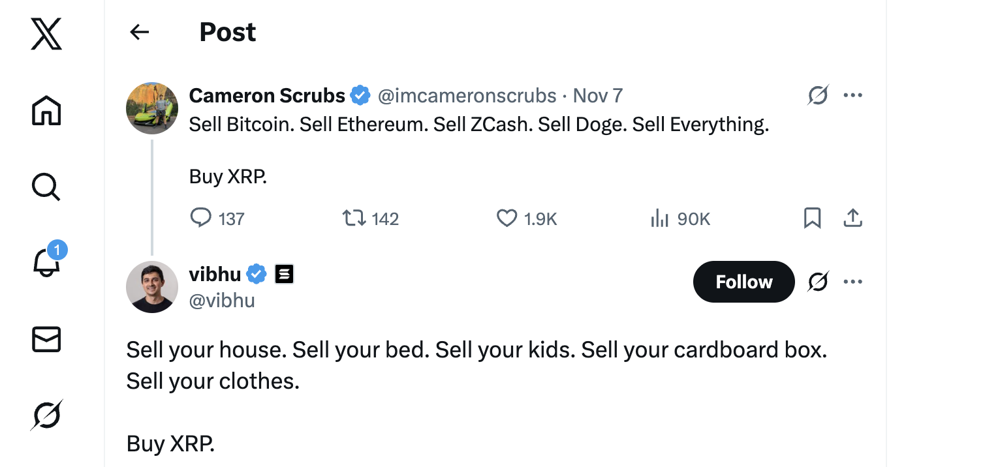 Post
Cameron Scrubs @imcameronscrubs · Nov 7
Sell Bitcoin. Sell Ethereum. Sell ZCash. Sell Doge. Sell Everything.
Buy XRP.
137 142 1.9K 90K
1
vibhu
Follow
@vibhu
Sell your house. Sell your bed. Sell your kids. Sell your cardboard box.
Sell your clothes.
Buy XRP.